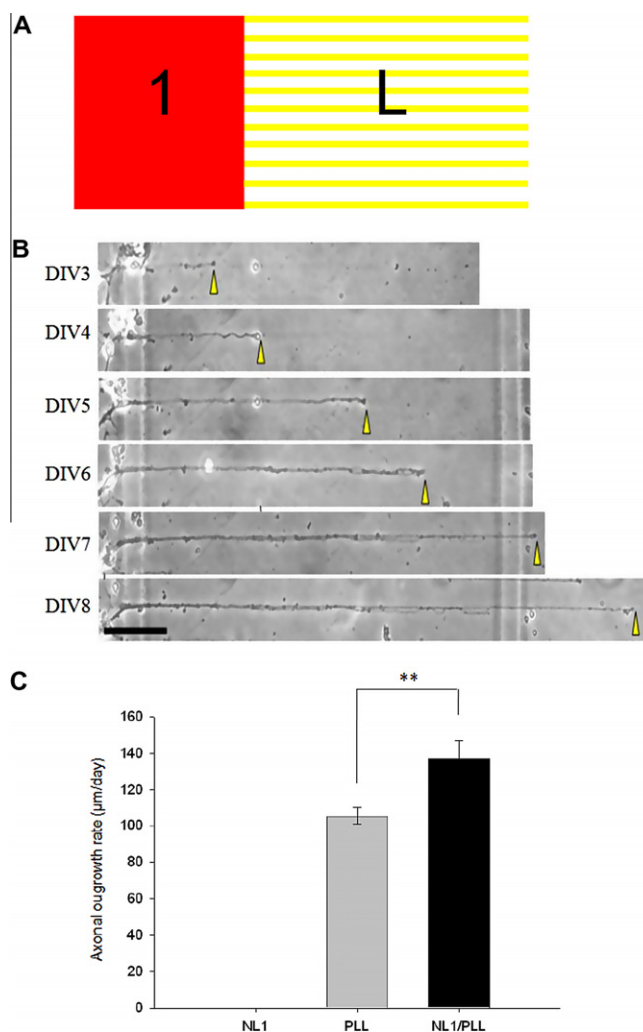 A
1
L
B
DIV3
DIV4
DIV5
DIV6
DIV7
DIV8
C
**
Axonal ougrowth rate (µm/day)
160
140
120
100
80
60
40
20
0
NL1
PLL
NL1/PLL